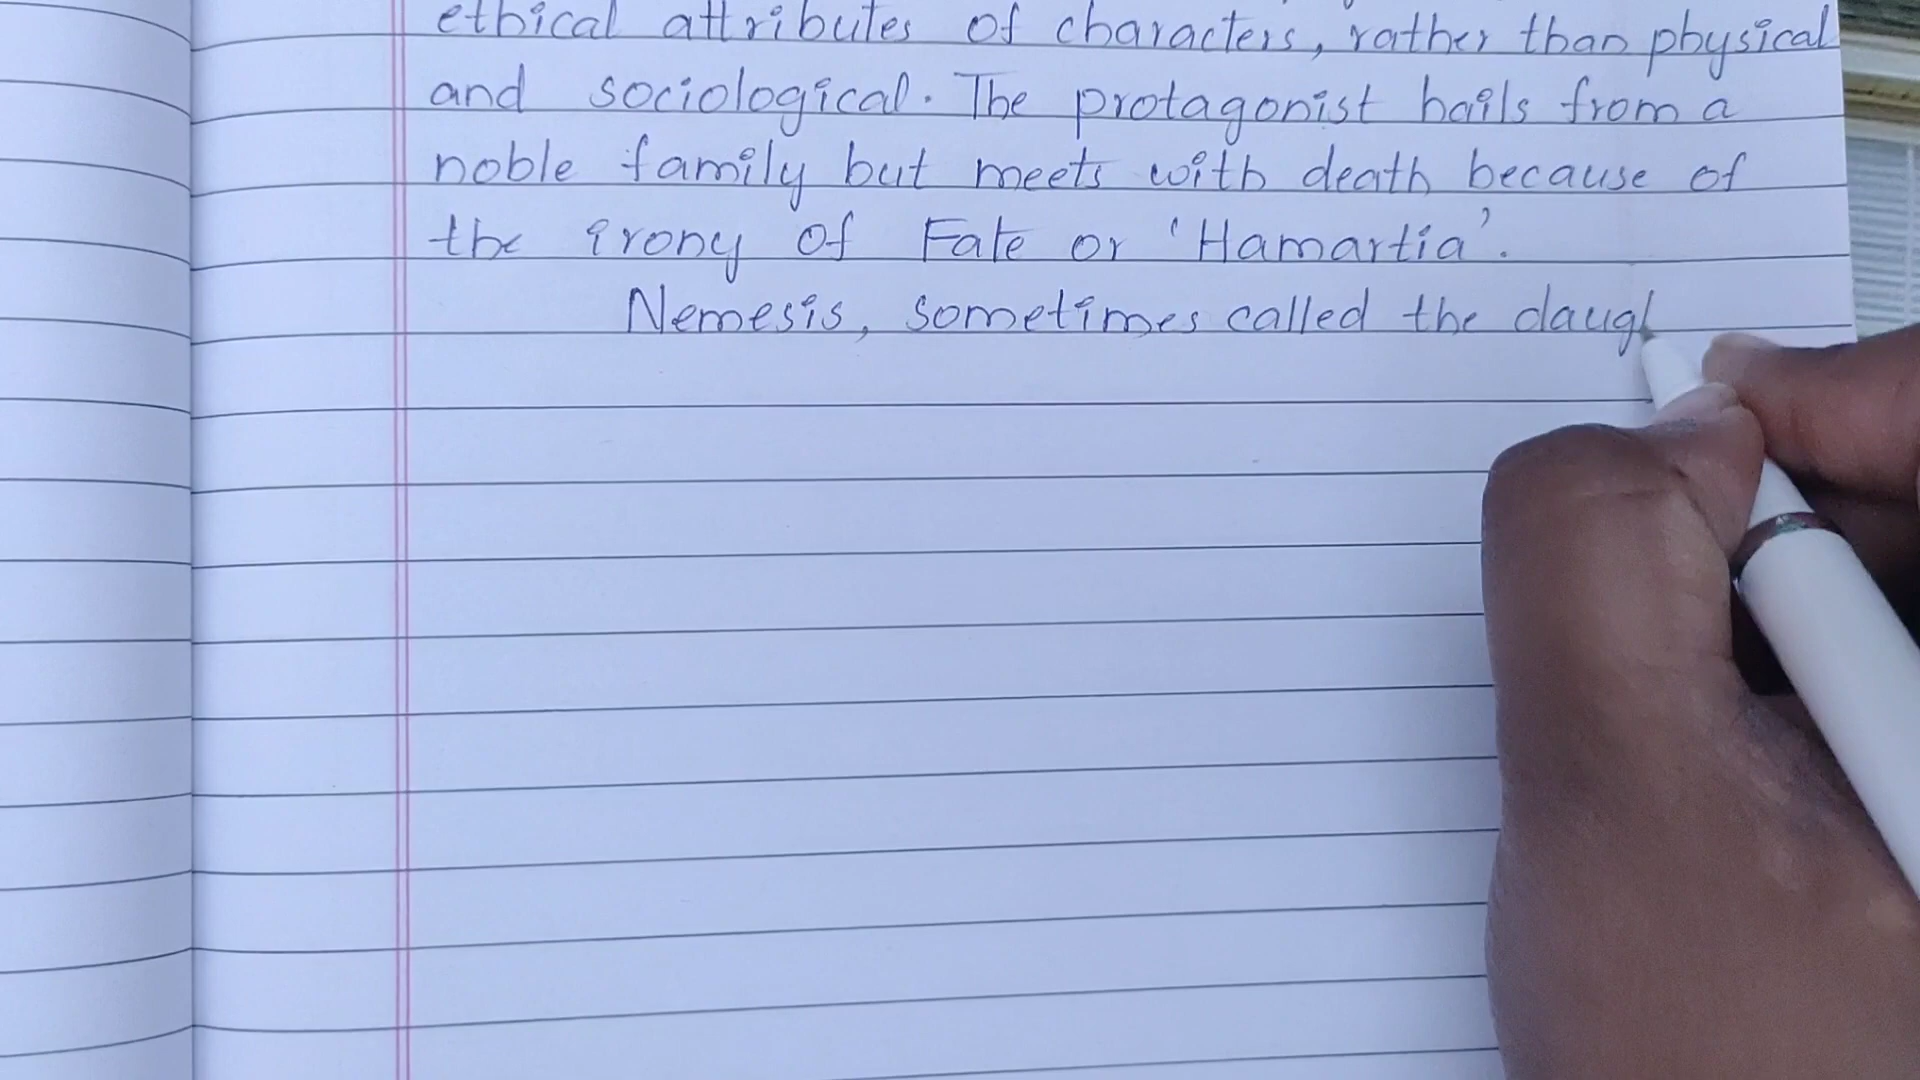 ethical attributes of characters, rather than physical
and sociological. The protagonist hails from a
noble family but meets with death because of
the irony of Fate or 'Hamartia'.
Nemesis, sometimes called the daugh